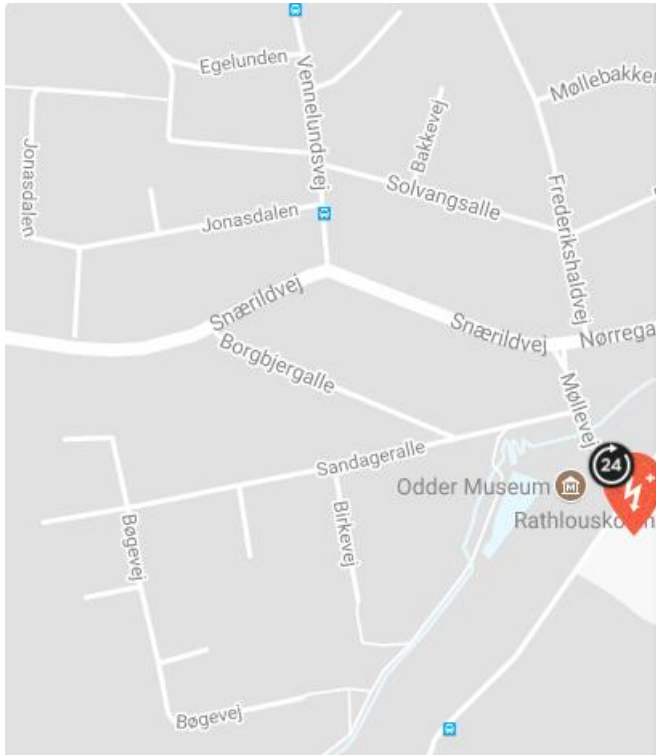 Egelunden
Vennelundsvej
Møllebakken
Bakkevej
Jonasdalen
Solvangsalle
Jonasdalen
Frederikshaldvej
Snærildvej
Snærildvej
Nørrega
Borgbjergalle
Møllevej
Sandageralle
24
Odder Museum
Birkevej
Rathlousko
Bøgevej
Bøgevej